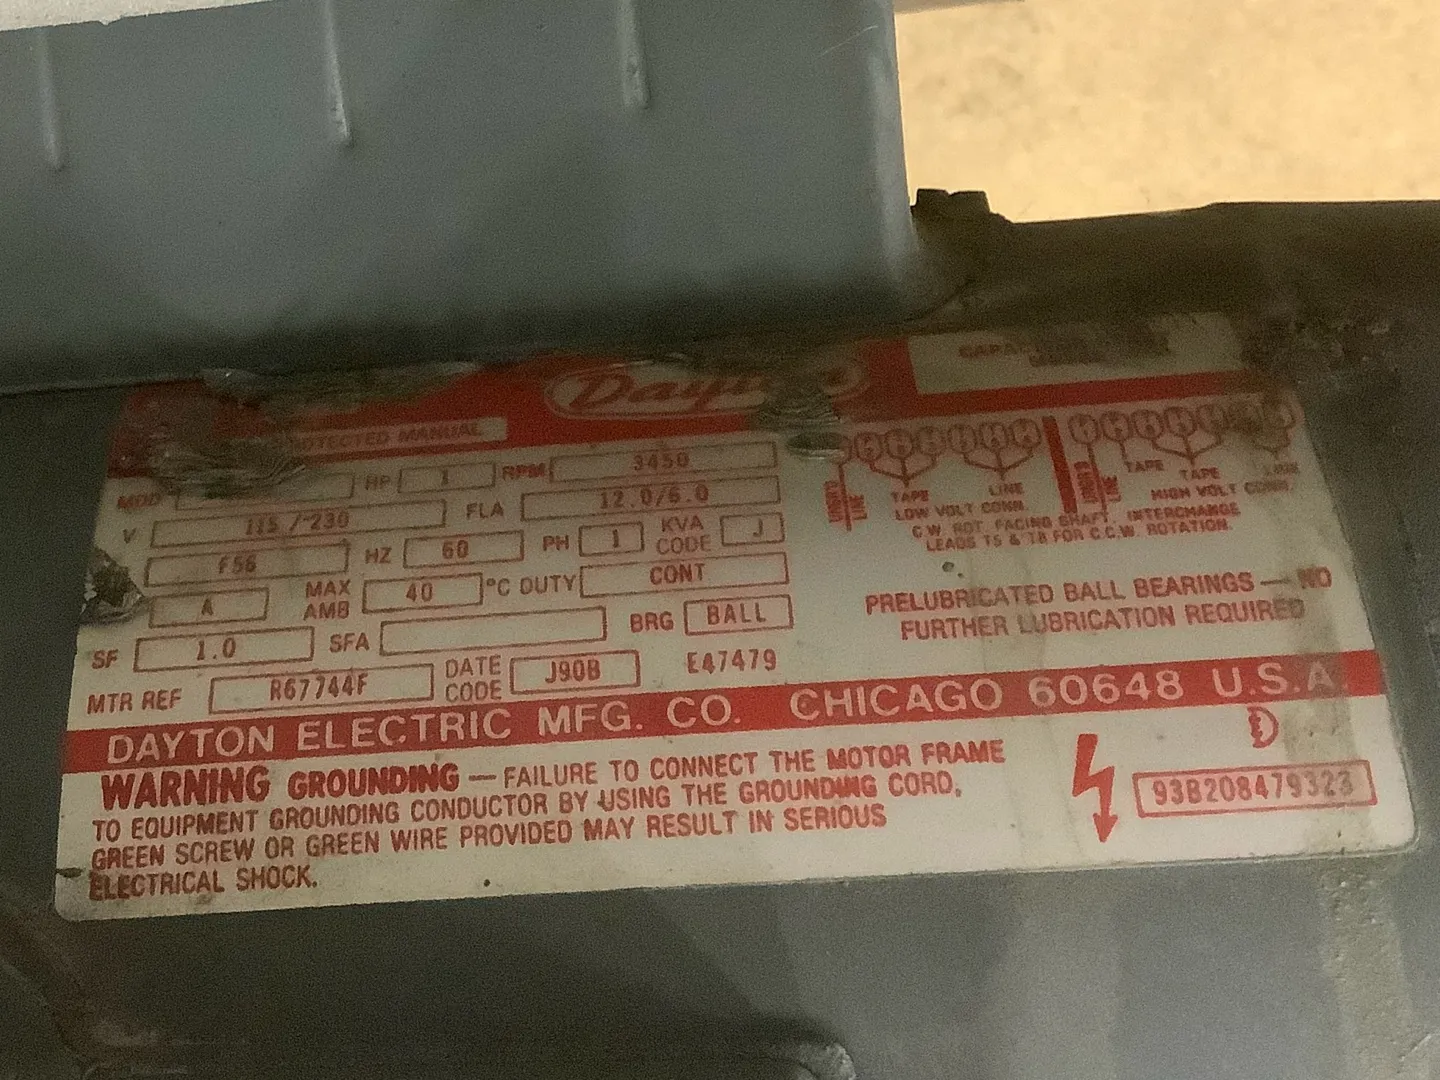 Dayton
PROTECTED MANUAL
MOD HP 1 RPM 3450
V 115/230 FLA 12.0/6.0
F56 HZ 60 PH 1 KVA CODE J
A MAX AMB 40 °C DUTY CONT
SF 1.0 SFA BRG BALL
MTR REF R67744F DATE CODE J90B E47479
LINE TAPE LINE LINE TAPE TAPE
LOW VOLT CONN. HIGH VOLT CONN.
C.W. ROT. FACING SHAFT. INTERCHANGE
LEADS T5 & T8 FOR C.C.W. ROTATION.
PRELUBRICATED BALL BEARINGS — NO
FURTHER LUBRICATION REQUIRED
DAYTON ELECTRIC MFG. CO. CHICAGO 60648 U.S.A
WARNING GROUNDING — FAILURE TO CONNECT THE MOTOR FRAME
TO EQUIPMENT GROUNDING CONDUCTOR BY USING THE GROUNDING CORD,
GREEN SCREW OR GREEN WIRE PROVIDED MAY RESULT IN SERIOUS
ELECTRICAL SHOCK.
93B208479323